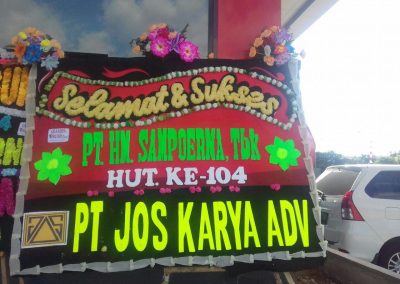 Selamat & Sukses
PT. HM. SAMPOERNA, Tbk
HUT. KE-104
PT. JOS KARYA ADV